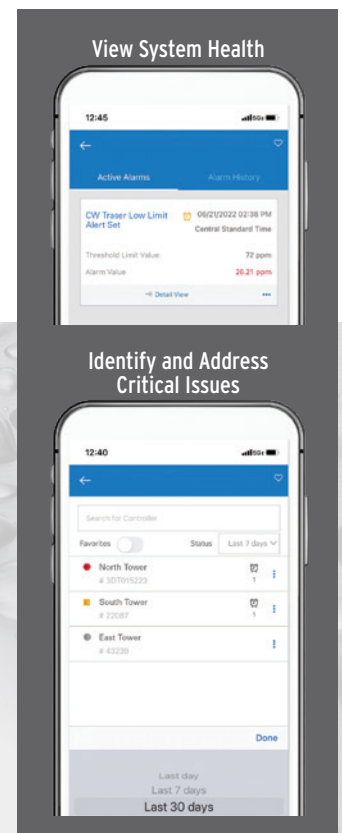 View System Health
12:45
5G
Active Alarms
Alarm History
CW Traser Low Limit
Alert Set
06/21/2022 02:38 PM
Central Standard Time
Threshold Limit Value:
72 ppm
Alarm Value
26.21 ppm
Detail View
Identify and Address
Critical Issues
12:40
5G
Search for Controller
Favorites
Status
Last 7 days
North Tower
1
# 3DT015223
South Tower
1
# 22087
East Tower
# 43239
Done
Last day
Last 7 days
Last 30 days